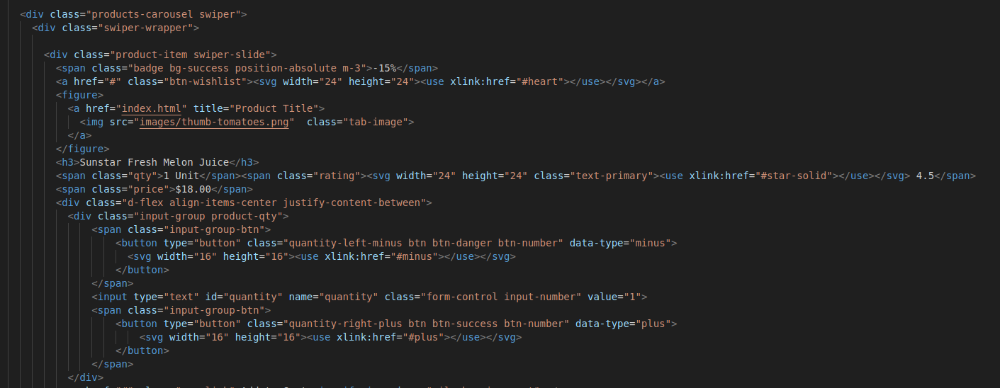 <div class="products-carousel swiper">
<div class="swiper-wrapper">
<div class="product-item swiper-slide">
<span class="badge bg-success position-absolute m-3">-15%</span>
<a href="#" class="btn-wishlist"><svg width="24" height="24"><use xlink:href="#heart"></use></svg></a>
<figure>
<a href="index.html" title="Product Title">
<img src="images/thumb-tomatoes.png"  class="tab-image">
</a>
</figure>
<h3>Sunstar Fresh Melon Juice</h3>
<span class="qty">1 Unit</span><span class="rating"><svg width="24" height="24" class="text-primary"><use xlink:href="#star-solid"></use></svg> 4.5</span>
<span class="price">$18.00</span>
<div class="d-flex align-items-center justify-content-between">
<div class="input-group product-qty">
<span class="input-group-btn">
<button type="button" class="quantity-left-minus btn btn-danger btn-number" data-type="minus">
<svg width="16" height="16"><use xlink:href="#minus"></use></svg>
</button>
</span>
<input type="text" id="quantity" name="quantity" class="form-control input-number" value="1">
<span class="input-group-btn">
<button type="button" class="quantity-right-plus btn btn-success btn-number" data-type="plus">
<svg width="16" height="16"><use xlink:href="#plus"></use></svg>
</button>
</span>
</div>